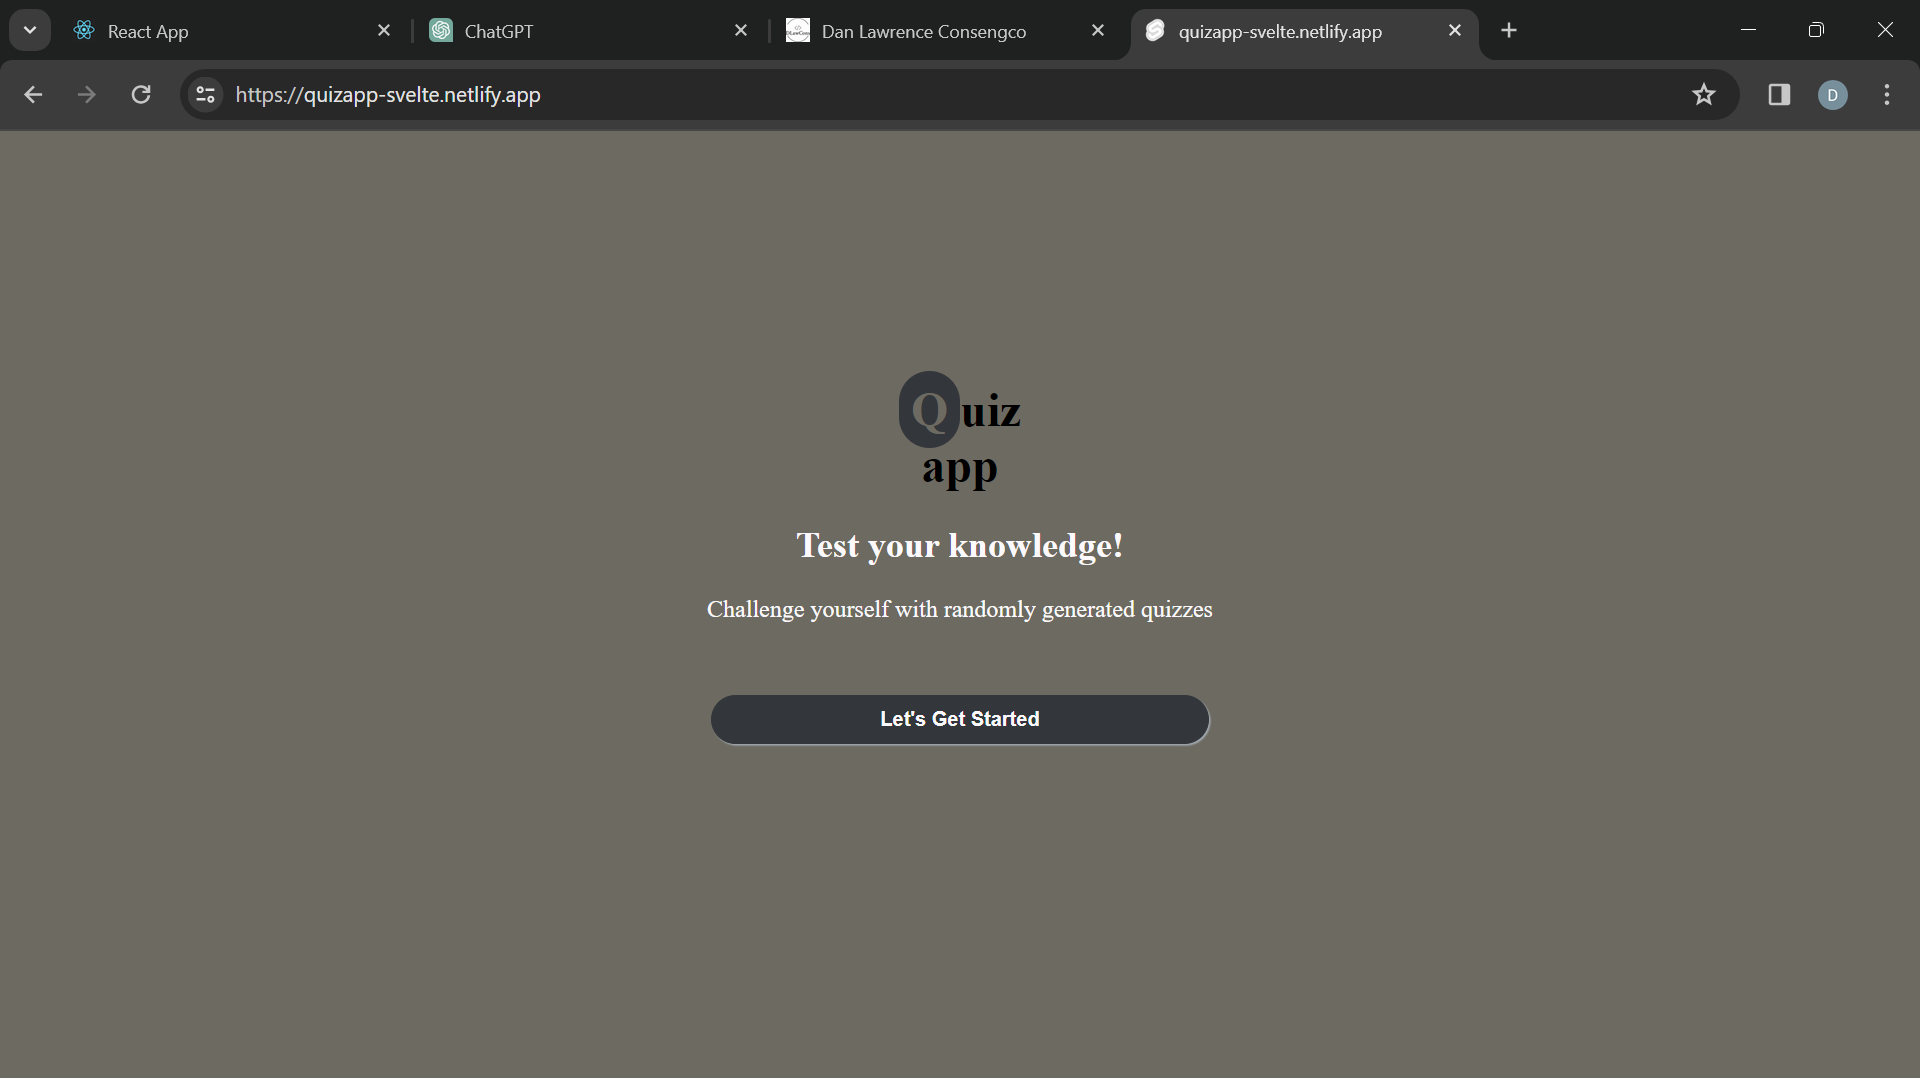 React App
ChatGPT
Dan Lawrence Consengco
quizapp-svelte.netlify.app
https://quizapp-svelte.netlify.app
D
Quiz
app
Test your knowledge!
Challenge yourself with randomly generated quizzes
Let's Get Started